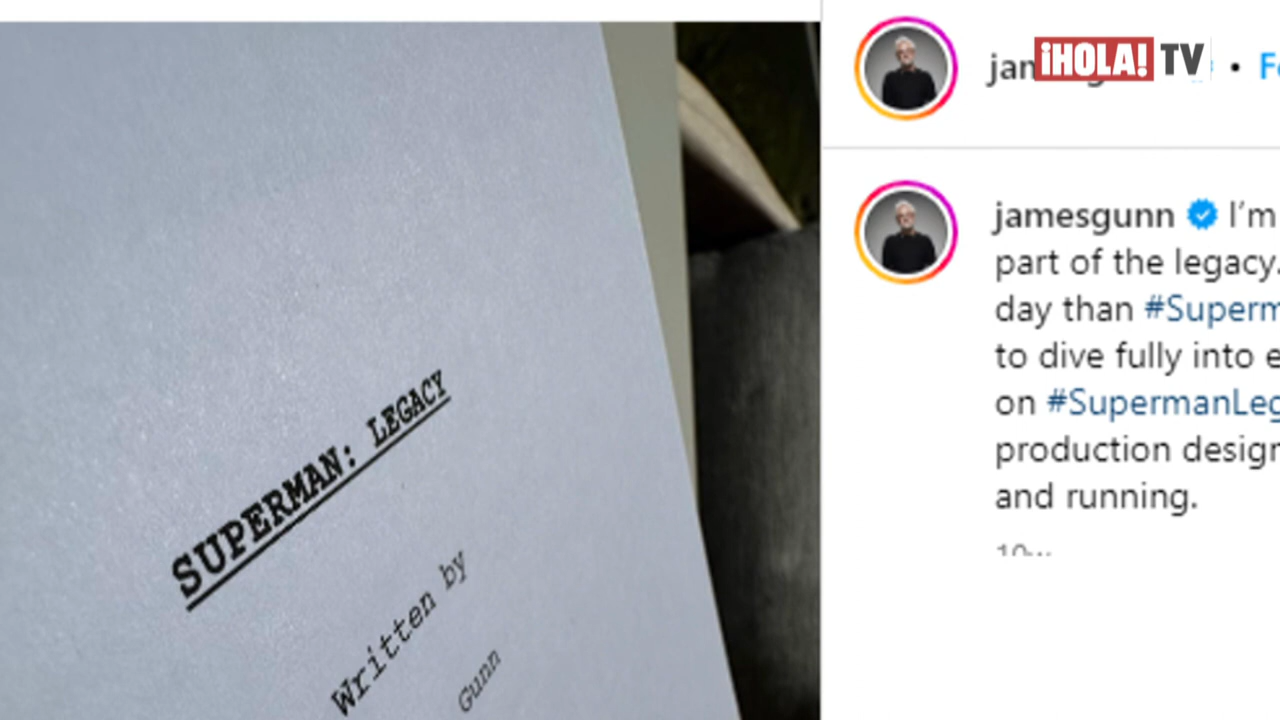 SUPERMAN: LEGACY
Written by
Gunn
¡HOLA! TV
jamesgunn I'm
part of the legacy.
day than #Superm
to dive fully into e
on #SupermanLeg
production design
and running.